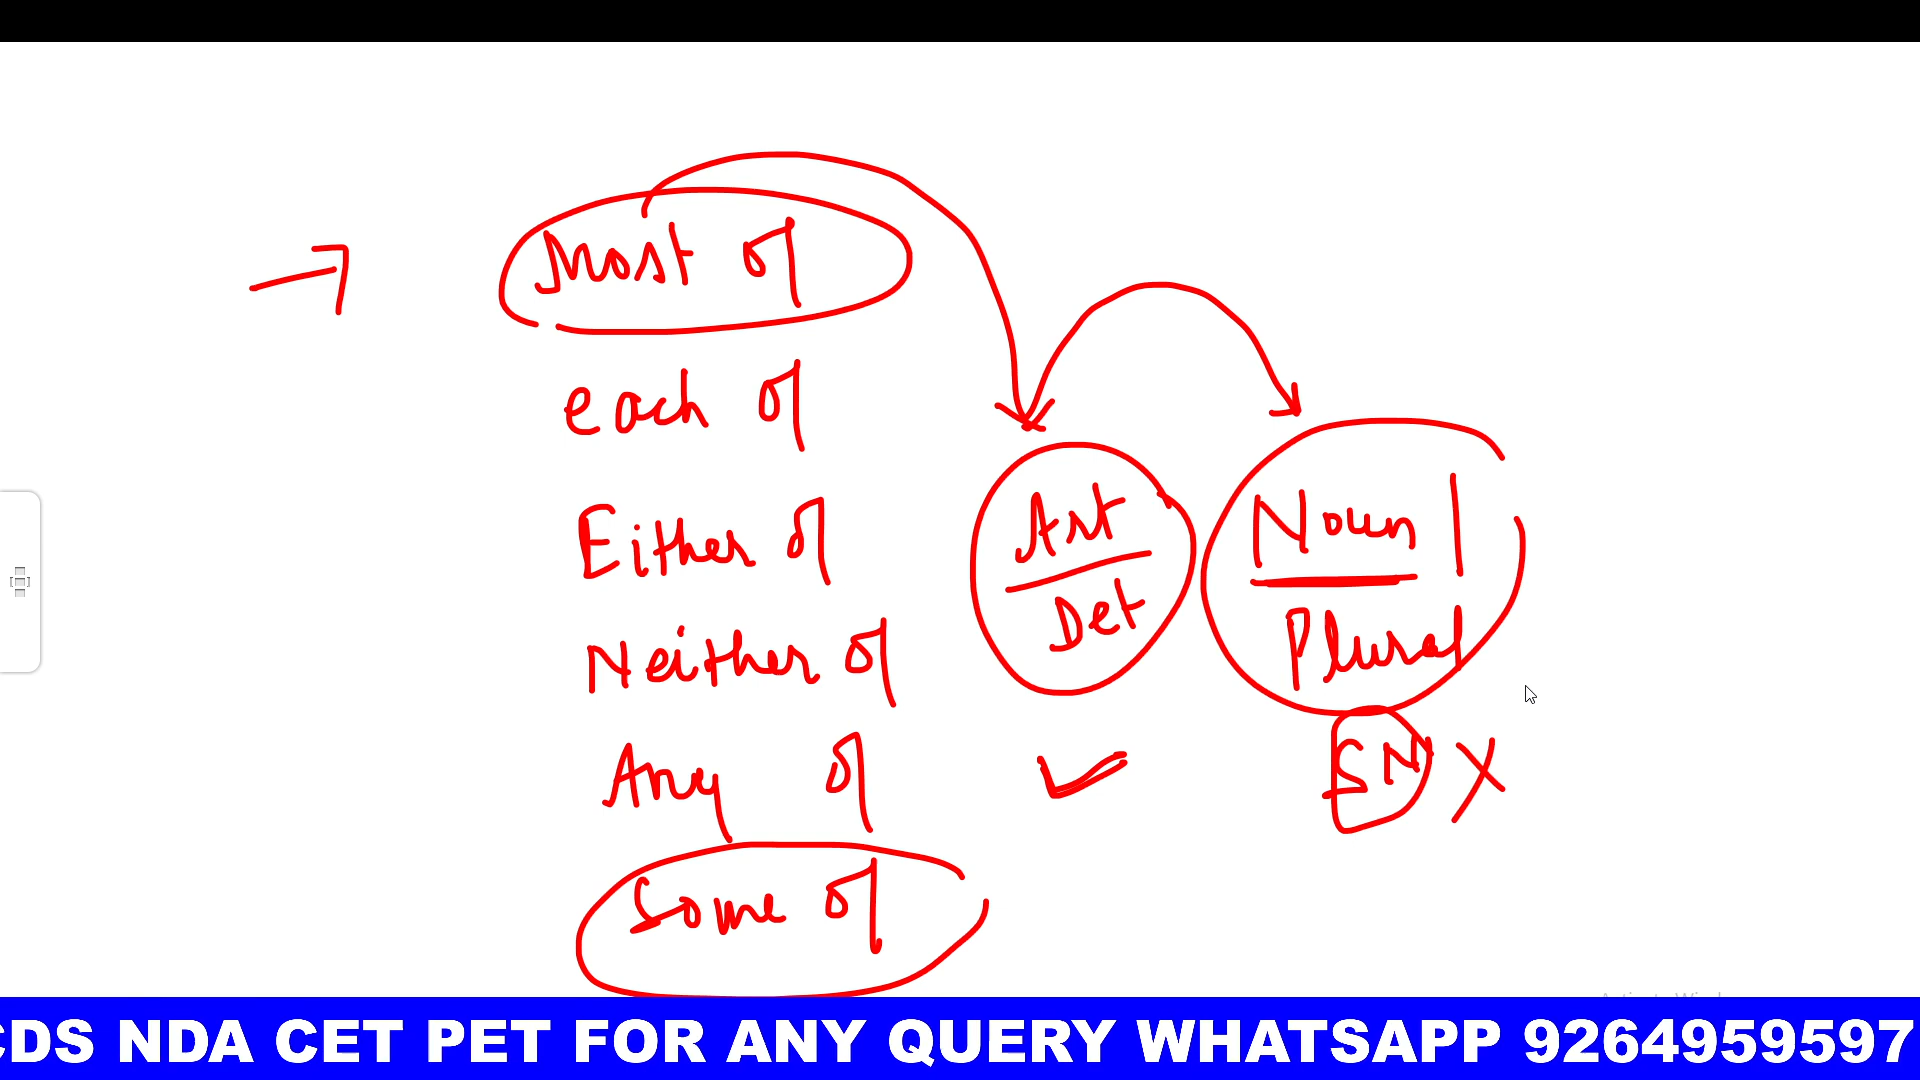 Most of
each of
Either of
Neither of
Any of
Some of
Art
Det
Noun
Plural
SN X
CDS NDA CET PET FOR ANY QUERY WHATSAPP 9264959597